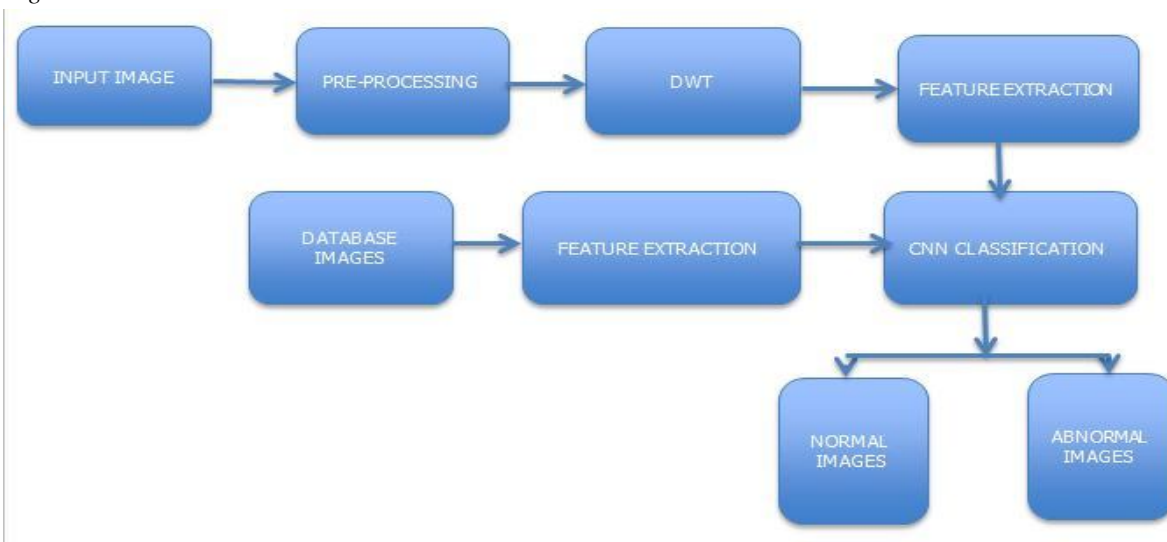 INPUT IMAGE
PRE-PROCESSING
DWT
FEATURE EXTRACTION
DATABASE
IMAGES
FEATURE EXTRACTION
CNN CLASSIFICATION
NORMAL
IMAGES
ABNORMAL
IMAGES